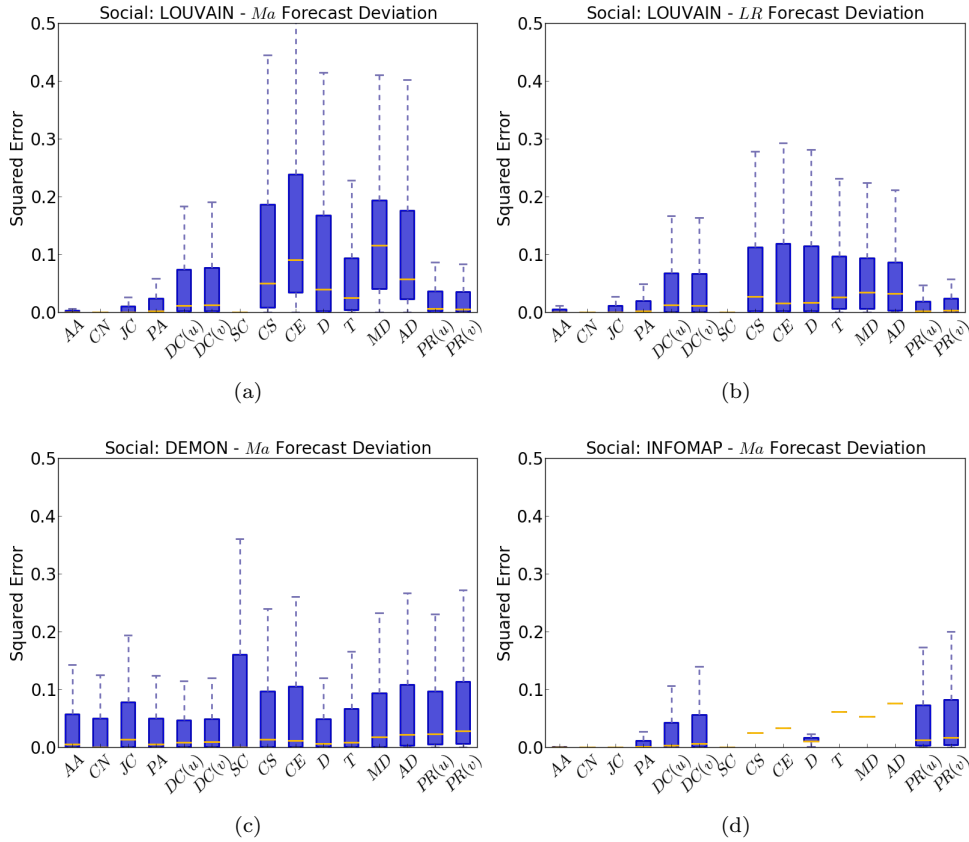 Social: LOUVAIN - Ma Forecast Deviation
Squared Error
0.5
0.4
0.3
0.2
0.1
0.0
AA CN JC PA DC(u) DC(v) SC CS CE D T MD AD PR(u) PR(v)
(a)
Social: LOUVAIN - LR Forecast Deviation
Squared Error
0.5
0.4
0.3
0.2
0.1
0.0
AA CN JC PA DC(u) DC(v) SC CS CE D T MD AD PR(u) PR(v)
(b)
Social: DEMON - Ma Forecast Deviation
Squared Error
0.5
0.4
0.3
0.2
0.1
0.0
AA CN JC PA DC(u) DC(v) SC CS CE D T MD AD PR(u) PR(v)
(c)
Social: INFOMAP - Ma Forecast Deviation
Squared Error
0.5
0.4
0.3
0.2
0.1
0.0
AA CN JC PA DC(u) DC(v) SC CS CE D T MD AD PR(u) PR(v)
(d)